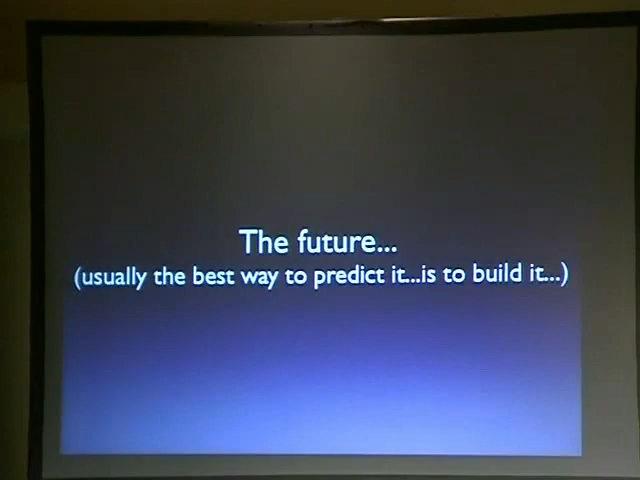 The future...
(usually the best way to predict it...is to build it...)